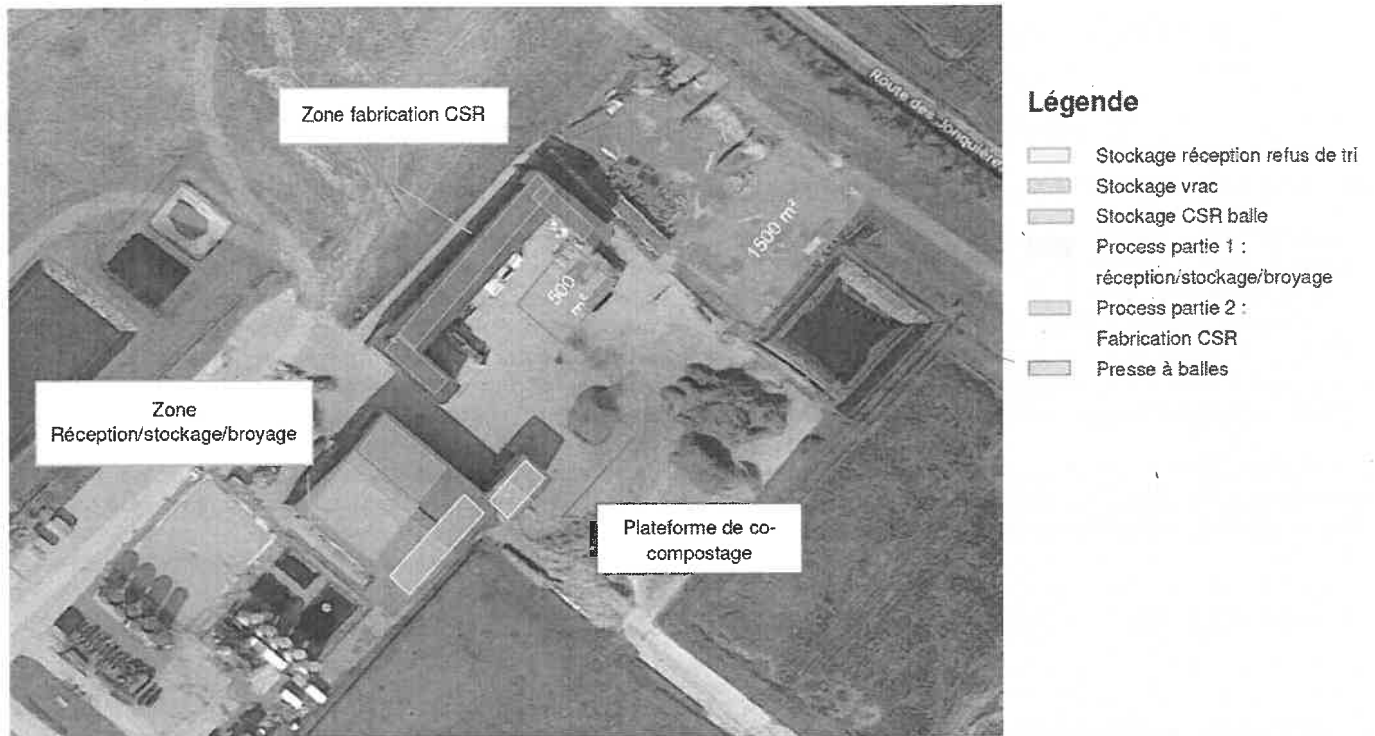 Zone fabrication CSR
Route des Jonquière
1500 m²
500
m²
Zone
Réception/stockage/broyage
Plateforme de co-
compostage
Légende
Stockage réception refus de tri
Stockage vrac
Stockage CSR balle
Process partie 1 :
réception/stockage/broyage
Process partie 2 :
Fabrication CSR
Presse à balles